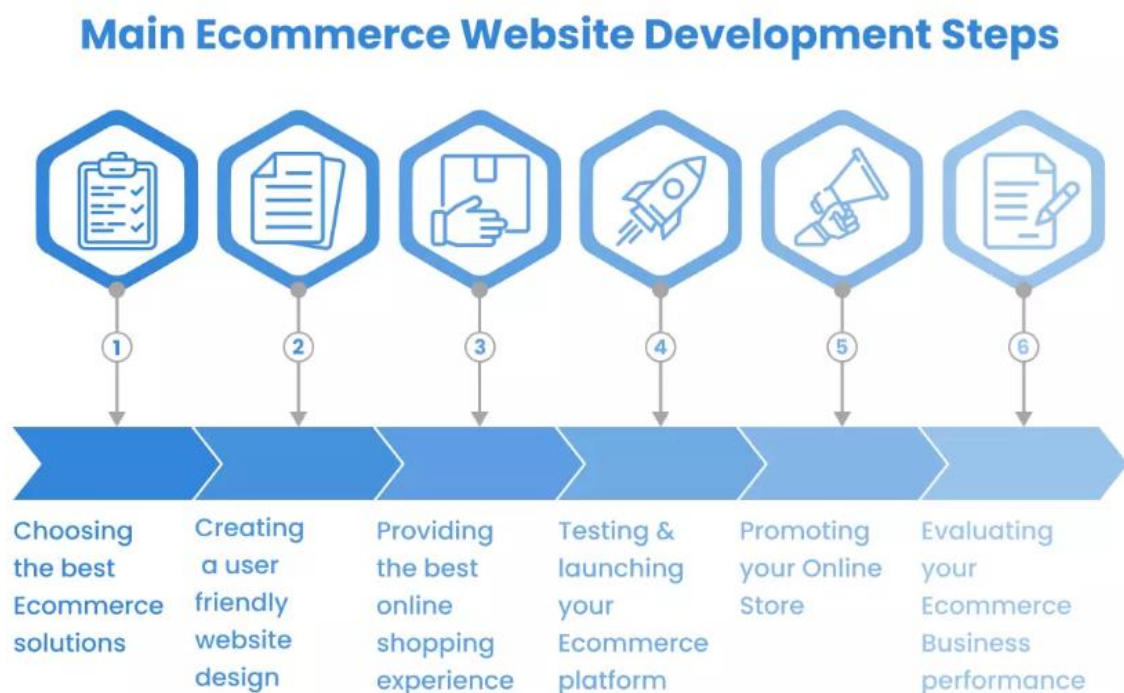 Main Ecommerce Website Development Steps
1
2
3
4
5
6
Choosing
the best
Ecommerce
solutions
Creating
a user
friendly
website
design
Providing
the best
online
shopping
experience
Testing &
launching
your
Ecommerce
platform
Promoting
your Online
Store
Evaluating
your
Ecommerce
Business
performance